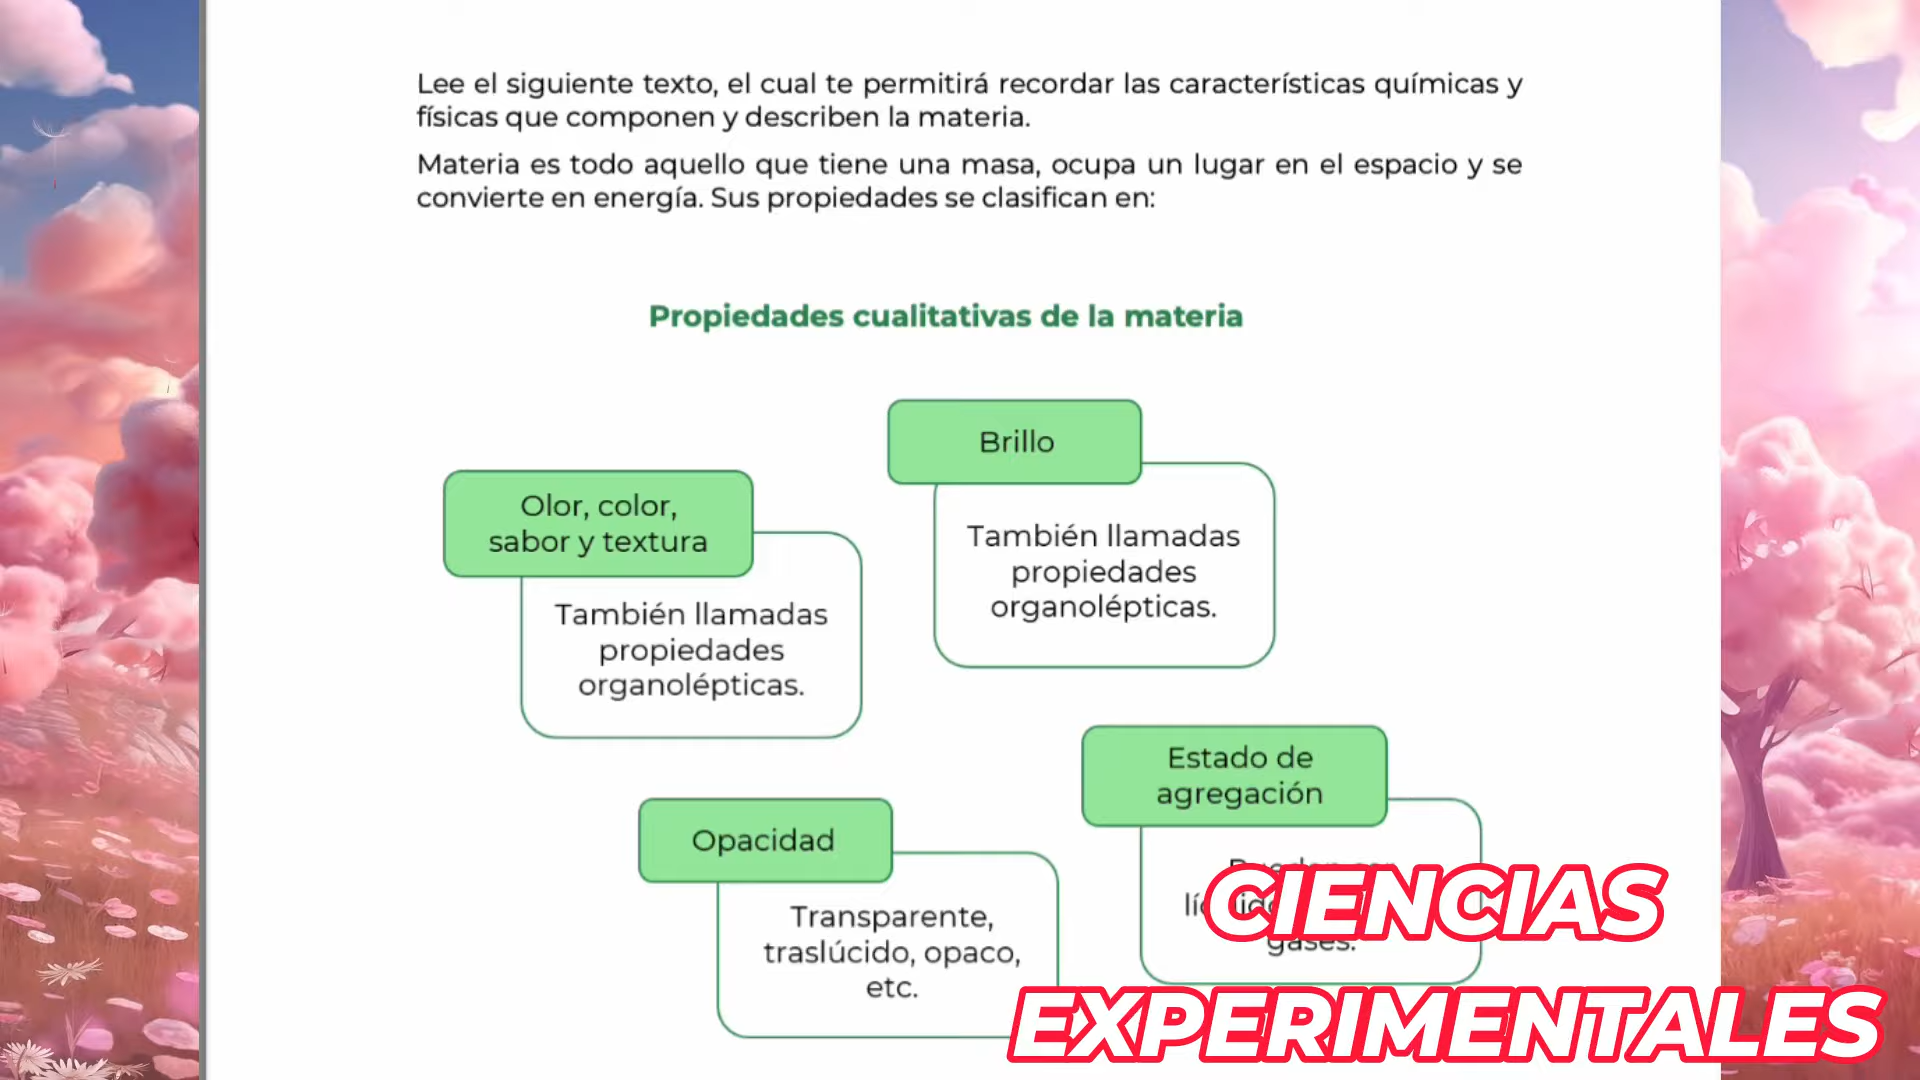 Lee el siguiente texto, el cual te permitirá recordar las características químicas y
físicas que componen y describen la materia.
Materia es todo aquello que tiene una masa, ocupa un lugar en el espacio y se
convierte en energía. Sus propiedades se clasifican en:
Propiedades cualitativas de la materia
Brillo
También llamadas
propiedades
organolépticas.
Olor, color,
sabor y textura
También llamadas
propiedades
organolépticas.
Estado de
agregación
gases.
Opacidad
Transparente,
traslúcido, opaco,
etc.
CIENCIAS
EXPERIMENTALES